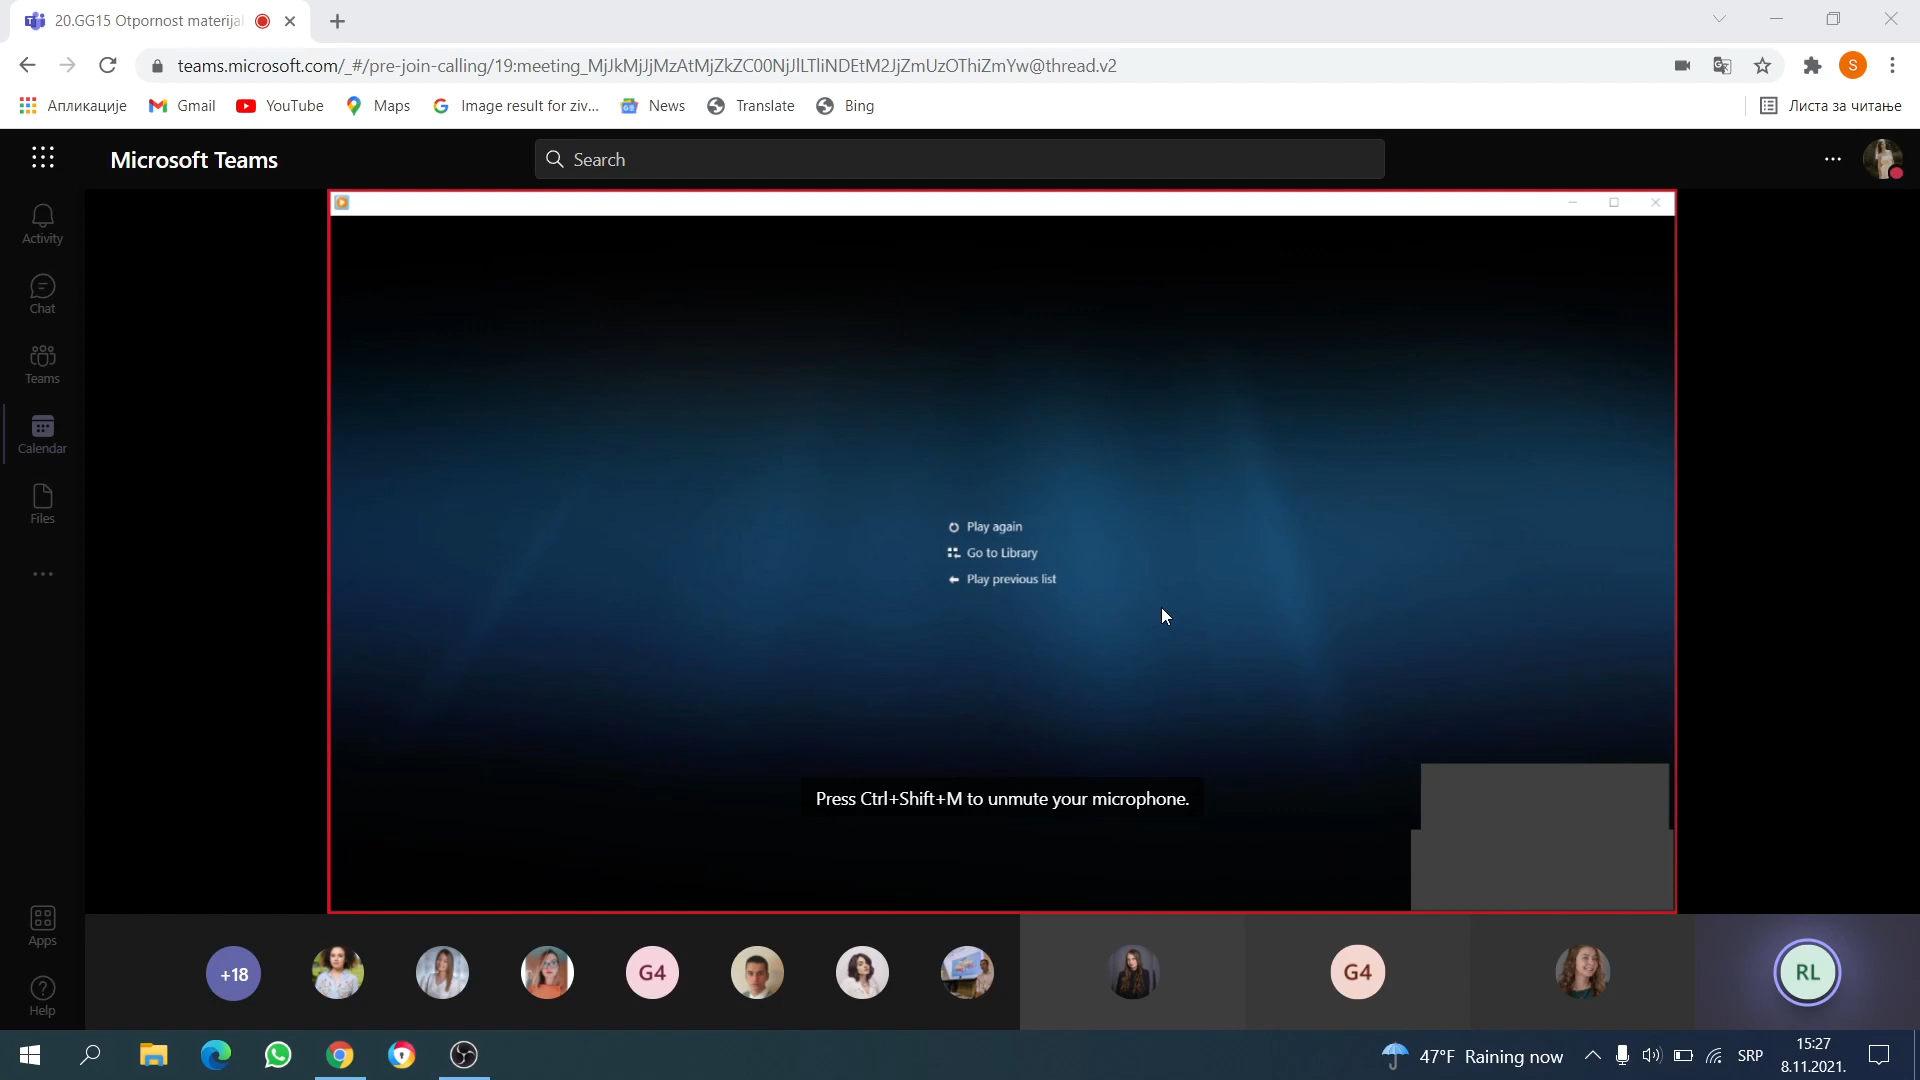 20.GG15 Otpornost materija
teams.microsoft.com/_#/pre-join-calling/19:meeting_MjJkMjJjMzAtMjZkZC00NjJlLTliNDEtM2JjZmUzOThiZmYw@thread.v2
S
Апликације
Gmail
YouTube
Maps
Image result for ziv...
News
Translate
Bing
Листа за читање
Microsoft Teams
Search
Activity
Chat
Teams
Calendar
Files
Apps
Help
Play again
Go to Library
Play previous list
Press Ctrl+Shift+M to unmute your microphone.
+18
G4
G4
RL
47°F Raining now
SRP
15:27
8.11.2021.